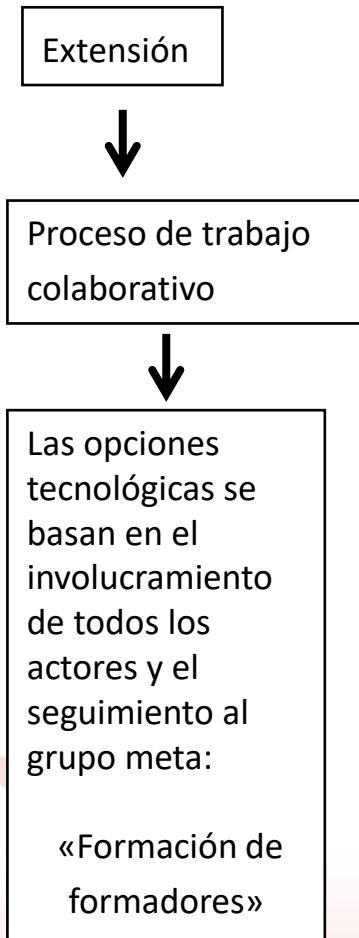 Extensión
Proceso de trabajo
colaborativo
Las opciones
tecnológicas se
basan en el
involucramiento
de todos los
actores y el
seguimiento al
grupo meta:
«Formación de
formadores»